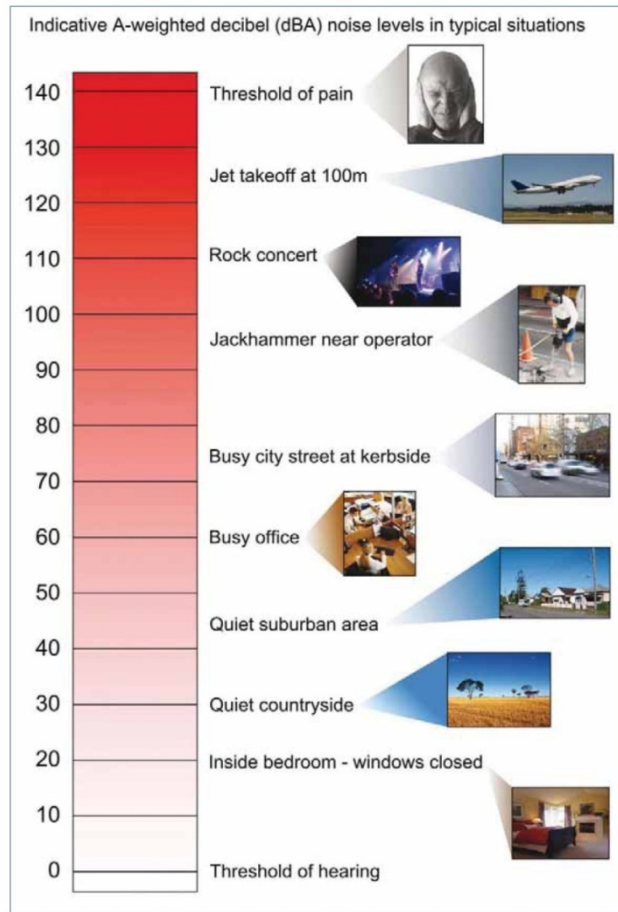 Indicative A-weighted decibel (dBA) noise levels in typical situations
140
Threshold of pain
130
Jet takeoff at 100m
120
110
Rock concert
100
Jackhammer near operator
90
80
Busy city street at kerbside
70
60
Busy office
50
Quiet suburban area
40
30
Quiet countryside
20
Inside bedroom - windows closed
10
0
Threshold of hearing